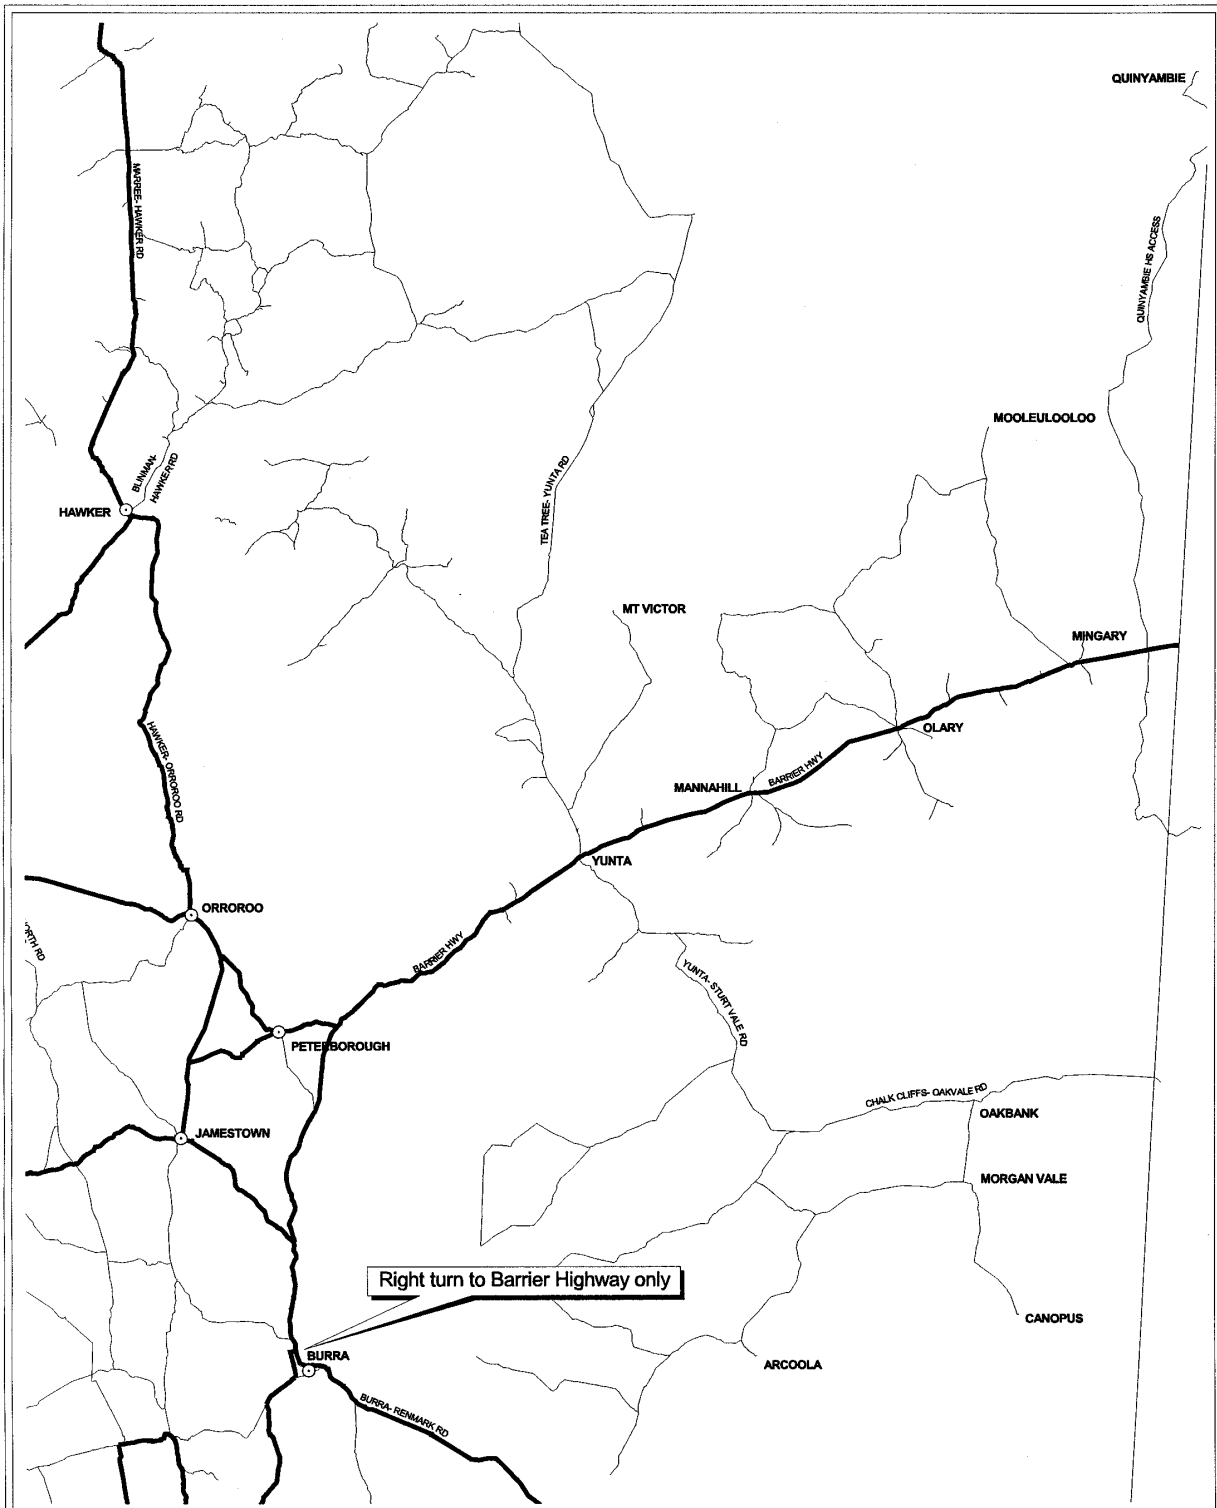 QUINYAMBIE
MARREE- HAWKER RD
QUINYAMBIE HS ACCESS
MOOLEULOOLOO
BLINMAN-
HAWKER RD
TEA TREE- YUNTA RD
HAWKER
MT VICTOR
MINGARY
HAWKER- ORROROO RD
OLARY
BARRIER HWY
MANNAHILL
YUNTA
ORROROO
ORTH RD
BARRIER HWY
YUNTA- STURT VALE RD
PETERBOROUGH
CHALK CLIFFS- OAKVALE RD
OAKBANK
JAMESTOWN
MORGAN VALE
Right turn to Barrier Highway only
CANOPUS
BURRA
ARCOOLA
BURRA- RENMARK RD